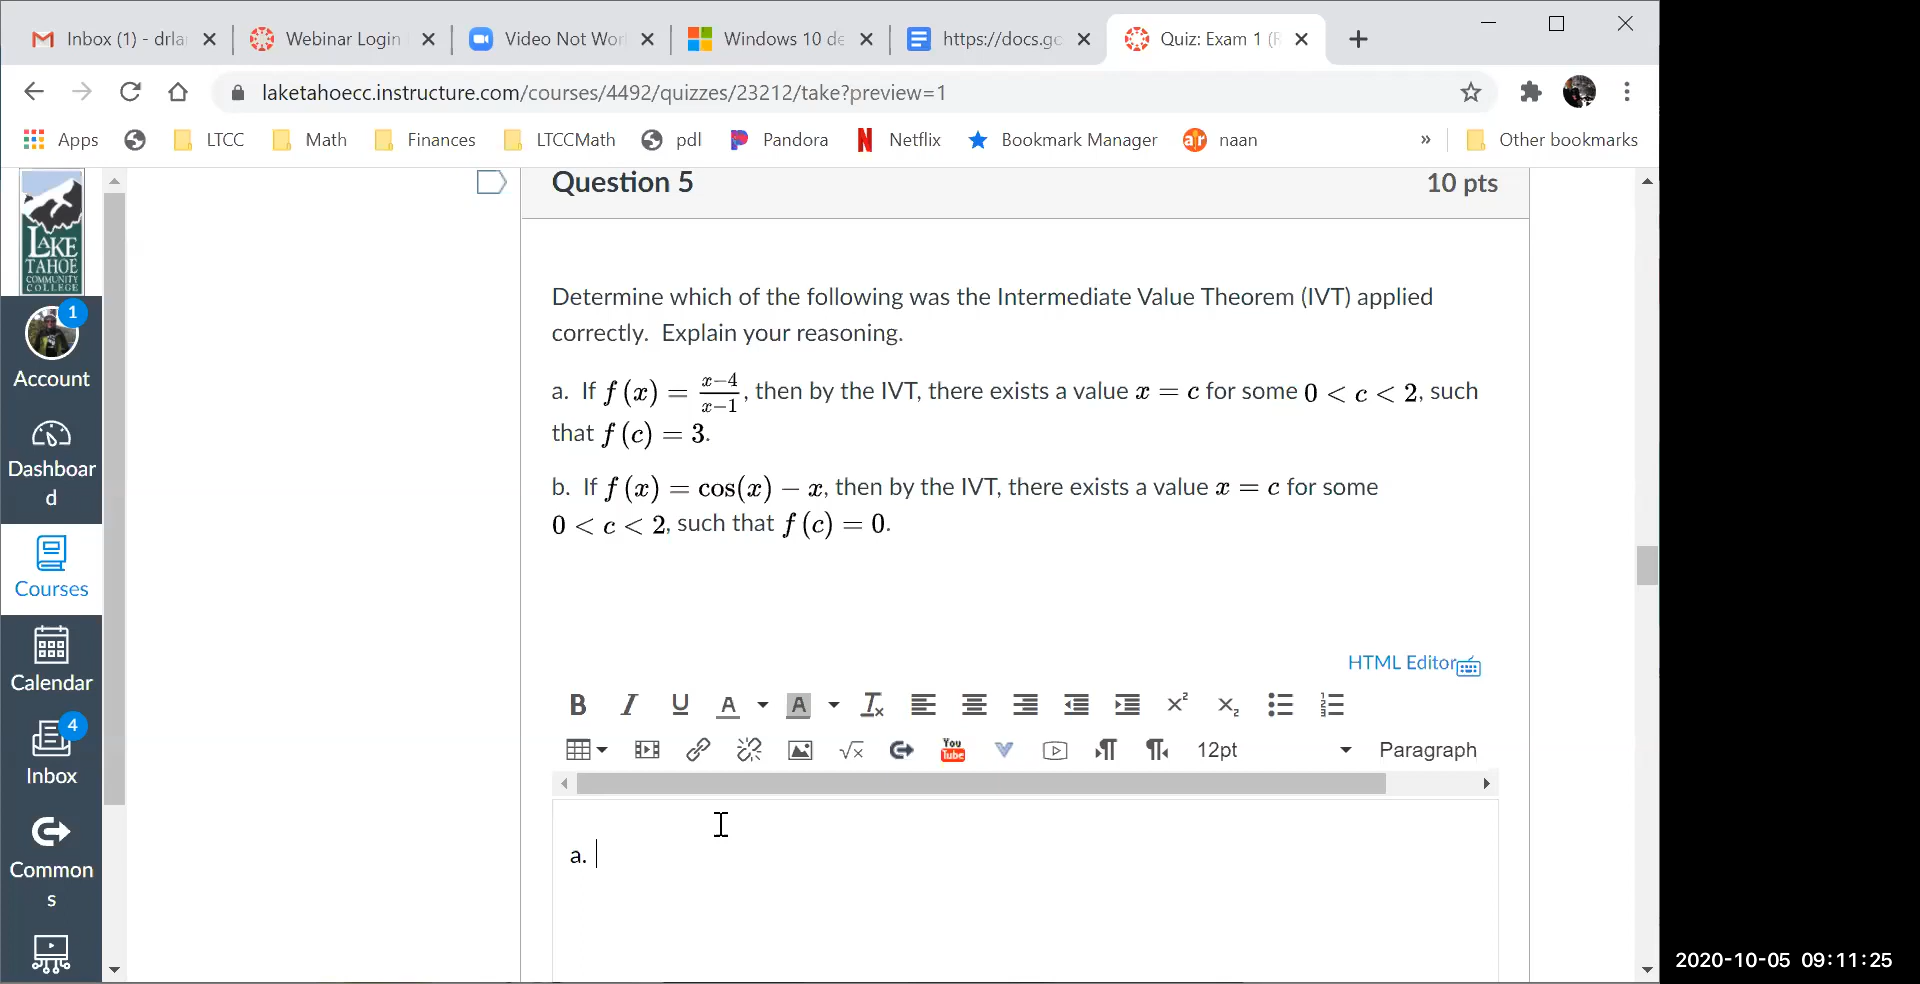 Inbox (1) - drla
Webinar Login
Video Not Wor
Windows 10 de
https://docs.go
Quiz: Exam 1 (R
laketahoecc.instructure.com/courses/4492/quizzes/23212/take?preview=1
Apps
LTCC
Math
Finances
LTCCMath
pdl
Pandora
Netflix
Bookmark Manager
naan
»
Other bookmarks
LAKE
TAHOE
COMMUNITY
COLLEGE
1
Account
Dashboar
d
Courses
Calendar
4
Inbox
Common
s
Question 5
10 pts
Determine which of the following was the Intermediate Value Theorem (IVT) applied
correctly. Explain your reasoning.
a. If f (x) = x−4/x−1, then by the IVT, there exists a value x = c for some 0 < c < 2, such
that f (c) = 3.
b. If f (x) = cos(x) − x, then by the IVT, there exists a value x = c for some
0 < c < 2, such that f (c) = 0.
HTML Editor
B I U A A Tx x² x₂
√x You Tube 12pt Paragraph
a.
2020-10-05 09:11:25